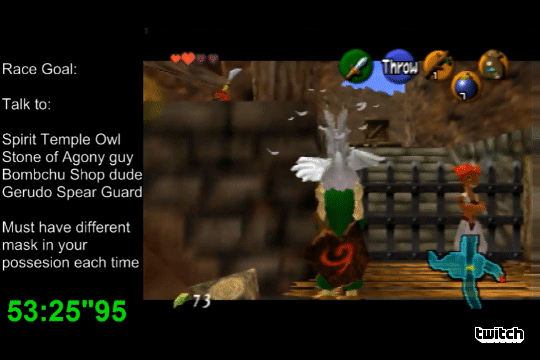 Race Goal:
Talk to:
Spirit Temple Owl
Stone of Agony guy
Bombchu Shop dude
Gerudo Spear Guard
Must have different
mask in your
possesion each time
53:25"95
Throw
7
73
twitch